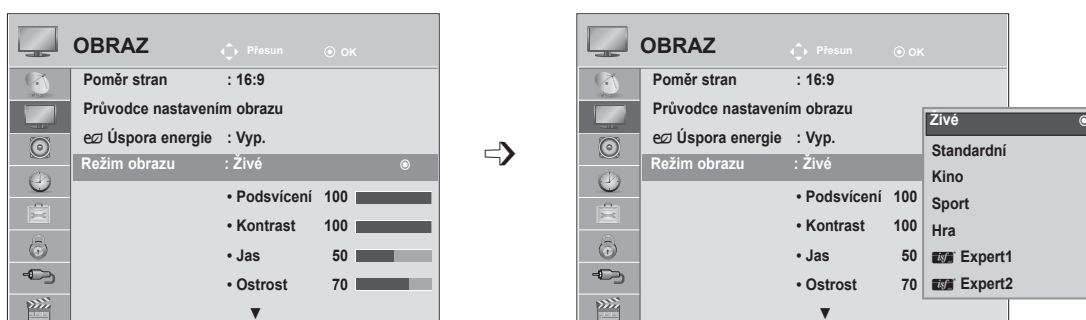 OBRAZ
Přesun
OK
Poměr stran : 16:9
Průvodce nastavením obrazu
Úspora energie : Vyp.
Režim obrazu : Živé
• Podsvícení 100
• Kontrast 100
• Jas 50
• Ostrost 70
OBRAZ
Přesun
OK
Poměr stran : 16:9
Průvodce nastavením obrazu
Úspora energie : Vyp.
Režim obrazu : Živé
• Podsvícení 100
• Kontrast 100
• Jas 50
• Ostrost 70
Živé
Standardní
Kino
Sport
Hra
isf Expert1
isf Expert2